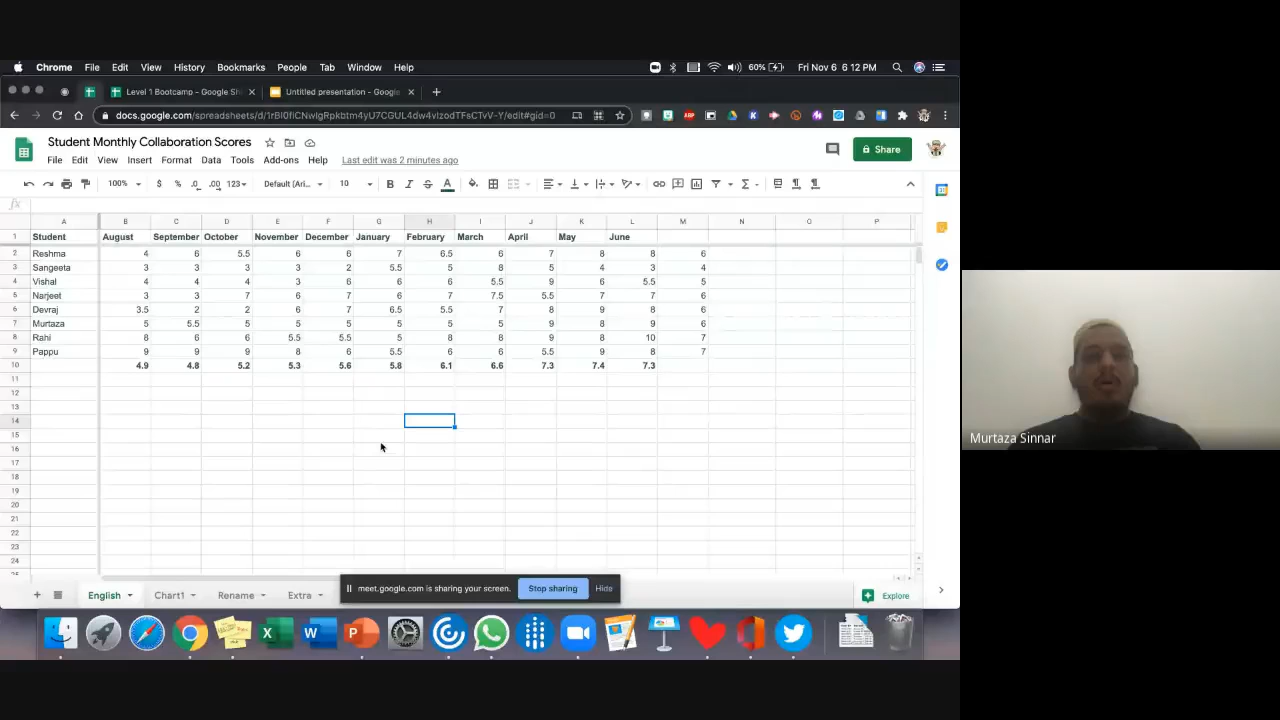 Chrome File Edit View History Bookmarks People Tab Window Help 60% Fri Nov 6 6:12 PM
Level 1 Bootcamp - Google Sh Untitled presentation - Google
Student Monthly Collaboration Scores
File Edit View Insert Format Data Tools Add-ons Help Last edit was 2 minutes ago
Share
100% $ % .0 .00 123 Default (Ari... 10 B I S A
fx
A B C D E F G H I J K L M N O P
1 Student August September October November December January February March April May June
2 Reshma 4 6 5.5 6 6 7 6.5 6 7 8 8 6
3 Sangeeta 3 3 3 3 2 5.5 5 8 5 4 3 4
4 Vishal 4 4 4 3 6 6 6 5.5 9 6 5.5 5
5 Narjeet 3 3 7 6 7 6 7 7.5 5.5 7 7 6
6 Devraj 3.5 2 2 6 7 6.5 5.5 7 8 9 8 6
7 Murtaza 5 5.5 5 5 5 5 5 5 9 8 9 6
8 Rahi 8 6 6 5.5 5.5 5 8 8 9 8 10 7
9 Pappu 9 9 9 8 6 5.5 6 6 5.5 9 8 7
10 4.9 4.8 5.2 5.3 5.6 5.8 6.1 6.6 7.3 7.4 7.3
11
12
13
14
15
16
17
18
19
20
21
22
23
24
meet.google.com is sharing your screen. Stop sharing Hide
English Chart1 Rename Extra Explore
Murtaza Sinnar